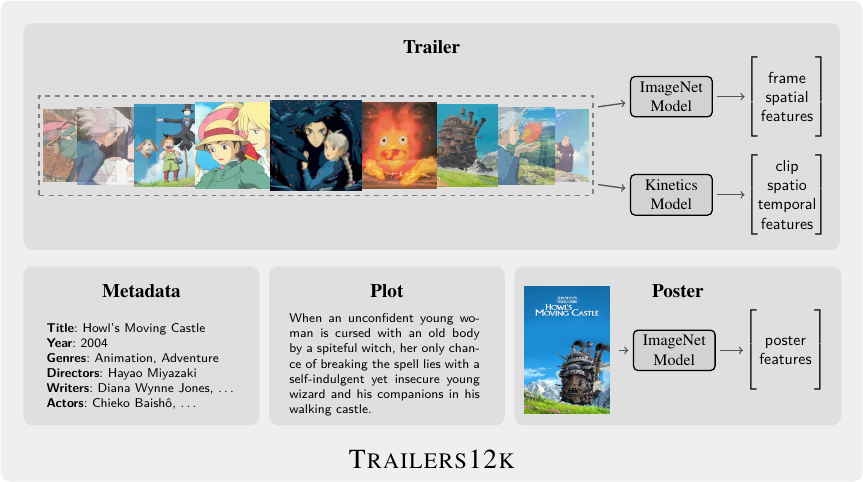 Trailer
ImageNet
Model
frame
spatial
features
Kinetics
Model
clip
spatio
temporal
features
Metadata
Title: Howl's Moving Castle
Year: 2004
Genres: Animation, Adventure
Directors: Hayao Miyazaki
Writers: Diana Wynne Jones, ...
Actors: Chieko Baishô, ...
Plot
When an unconfident young wo-
man is cursed with an old body
by a spiteful witch, her only chan-
ce of breaking the spell lies with a
self-indulgent yet insecure young
wizard and his companions in his
walking castle.
Poster
HOWL'S
MOVING CASTLE
ImageNet
Model
poster
features
TRAILERS12K